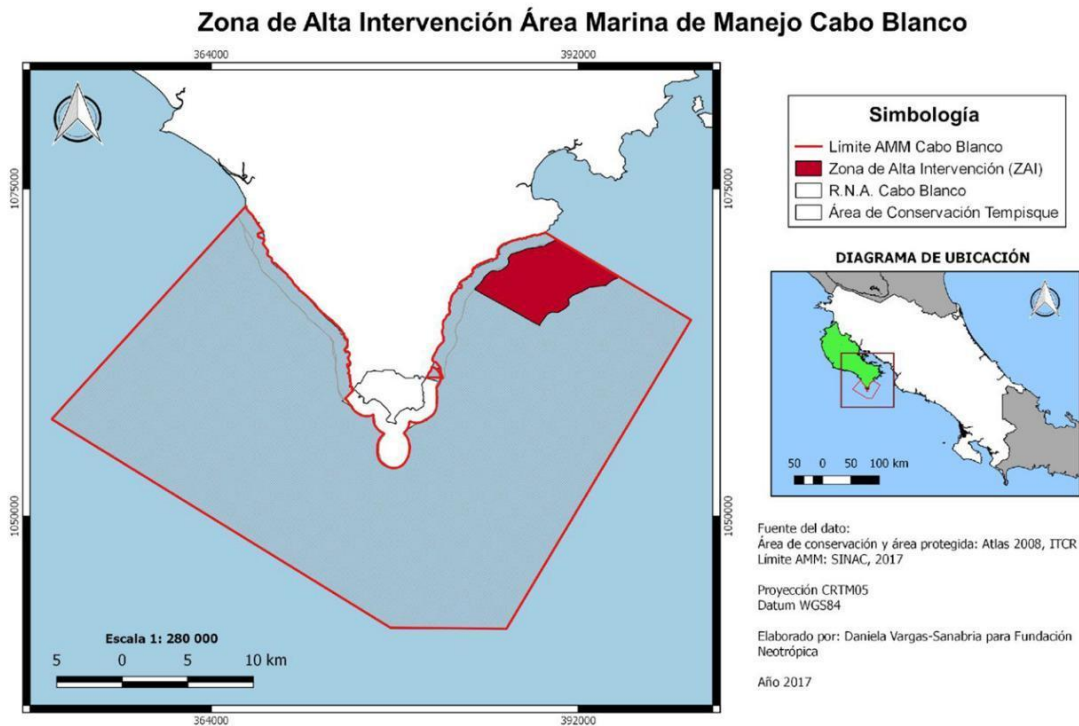 Zona de Alta Intervención Área Marina de Manejo Cabo Blanco
364000
392000
1075000
1075000
1050000
1050000
Escala 1: 280 000
5 0 5 10 km
364000
392000
Simbología
Límite AMM Cabo Blanco
Zona de Alta Intervención (ZAI)
R.N.A. Cabo Blanco
Área de Conservación Tempisque
DIAGRAMA DE UBICACIÓN
50 0 50 100 km
Fuente del dato:
Área de conservación y área protegida: Atlas 2008, ITCR
Límite AMM: SINAC, 2017
Proyección CRTM05
Datum WGS84
Elaborado por: Daniela Vargas-Sanabria para Fundación
Neotrópica
Año 2017